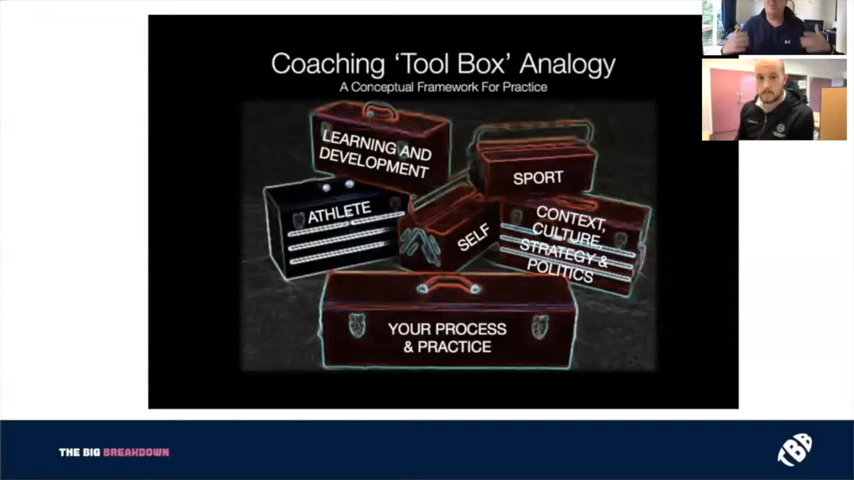 Coaching ‘Tool Box’ Analogy
A Conceptual Framework For Practice
LEARNING AND
DEVELOPMENT
SPORT
ATHLETE
SELF
CONTEXT,
CULTURE,
STRATEGY &
POLITICS
YOUR PROCESS
& PRACTICE
THE BIG BREAKDOWN
TBB